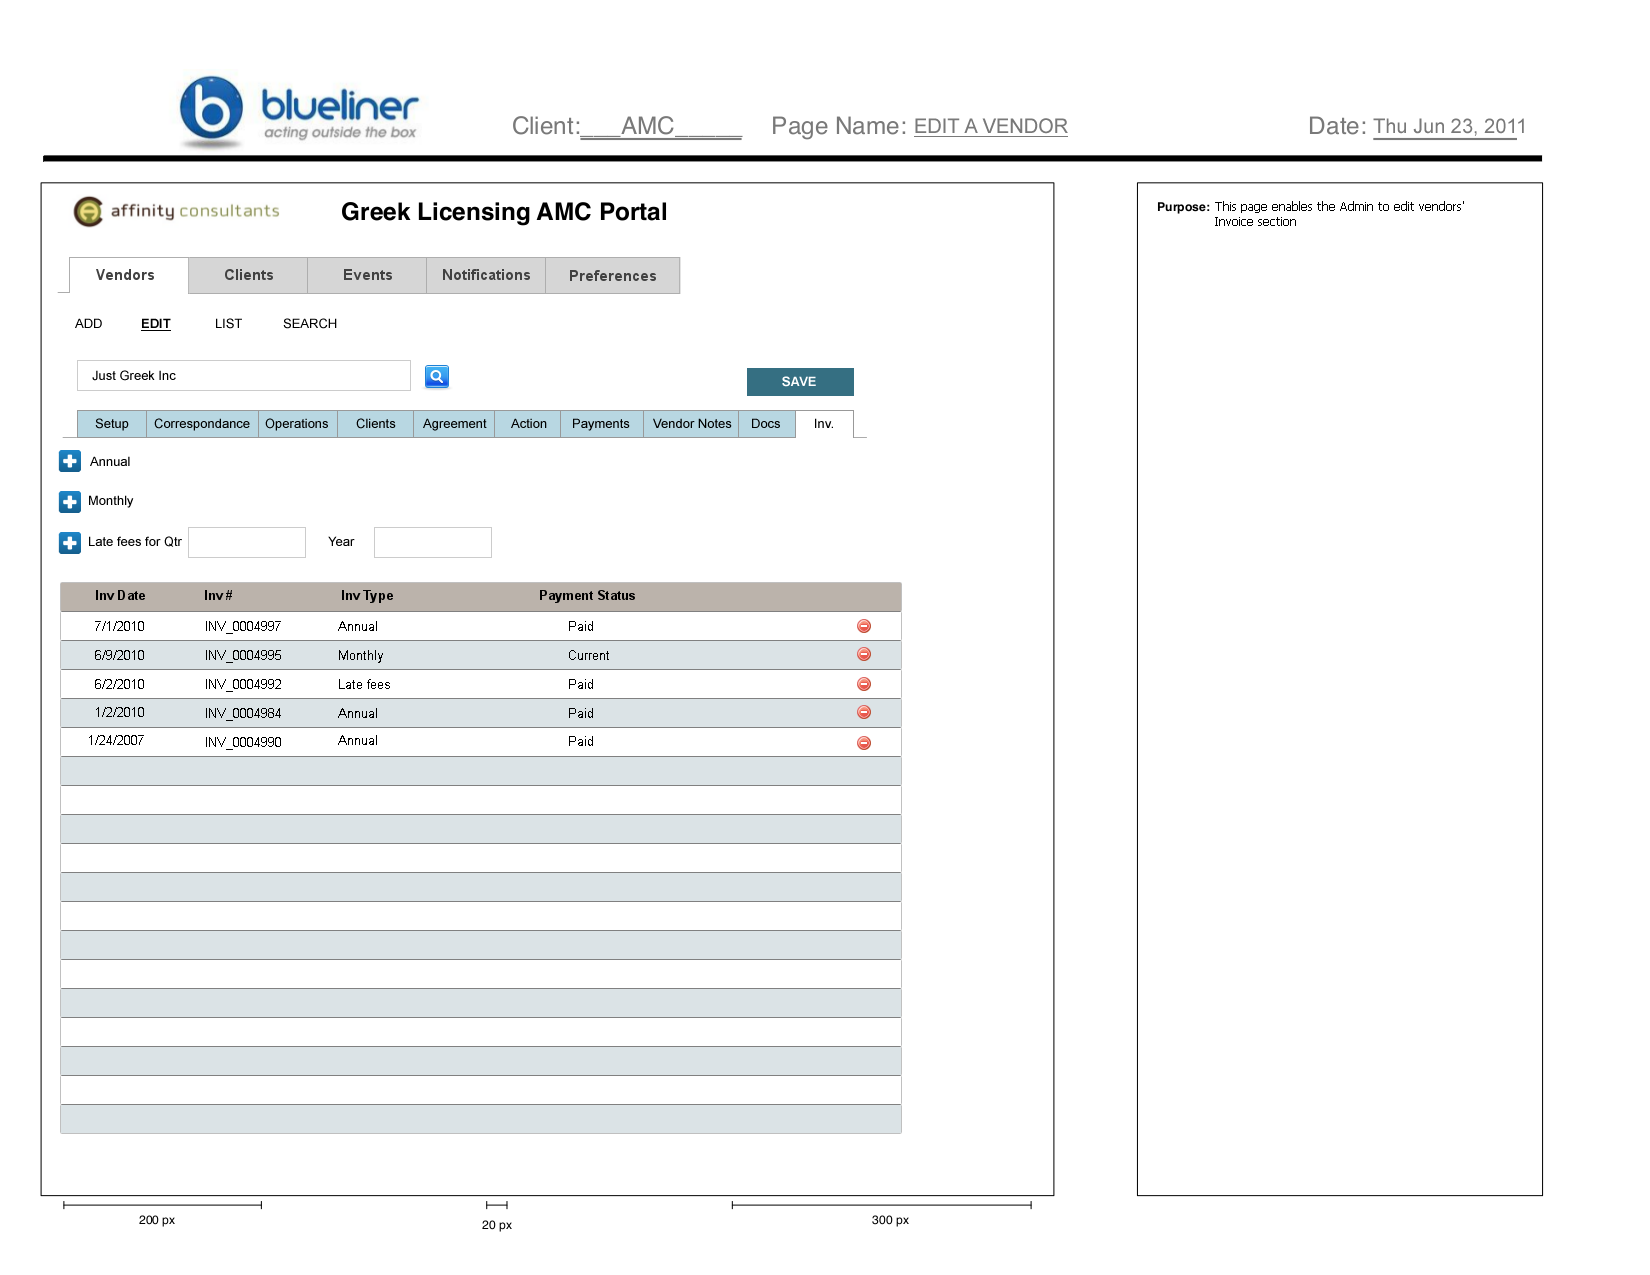 blueliner
acting outside the box
Client:___AMC_____ Page Name: EDIT A VENDOR Date: Thu Jun 23, 2011
affinity consultants Greek Licensing AMC Portal
Vendors Clients Events Notifications Preferences
ADD EDIT LIST SEARCH
Just Greek Inc
SAVE
Setup Correspondance Operations Clients Agreement Action Payments Vendor Notes Docs Inv.
Annual
Monthly
Late fees for Qtr Year
Inv Date Inv # Inv Type Payment Status
7/1/2010 INV_0004997 Annual Paid
6/9/2010 INV_0004995 Monthly Current
6/2/2010 INV_0004992 Late fees Paid
1/2/2010 INV_0004984 Annual Paid
1/24/2007 INV_0004990 Annual Paid
Purpose: This page enables the Admin to edit vendors'
Invoice section
200 px 20 px 300 px